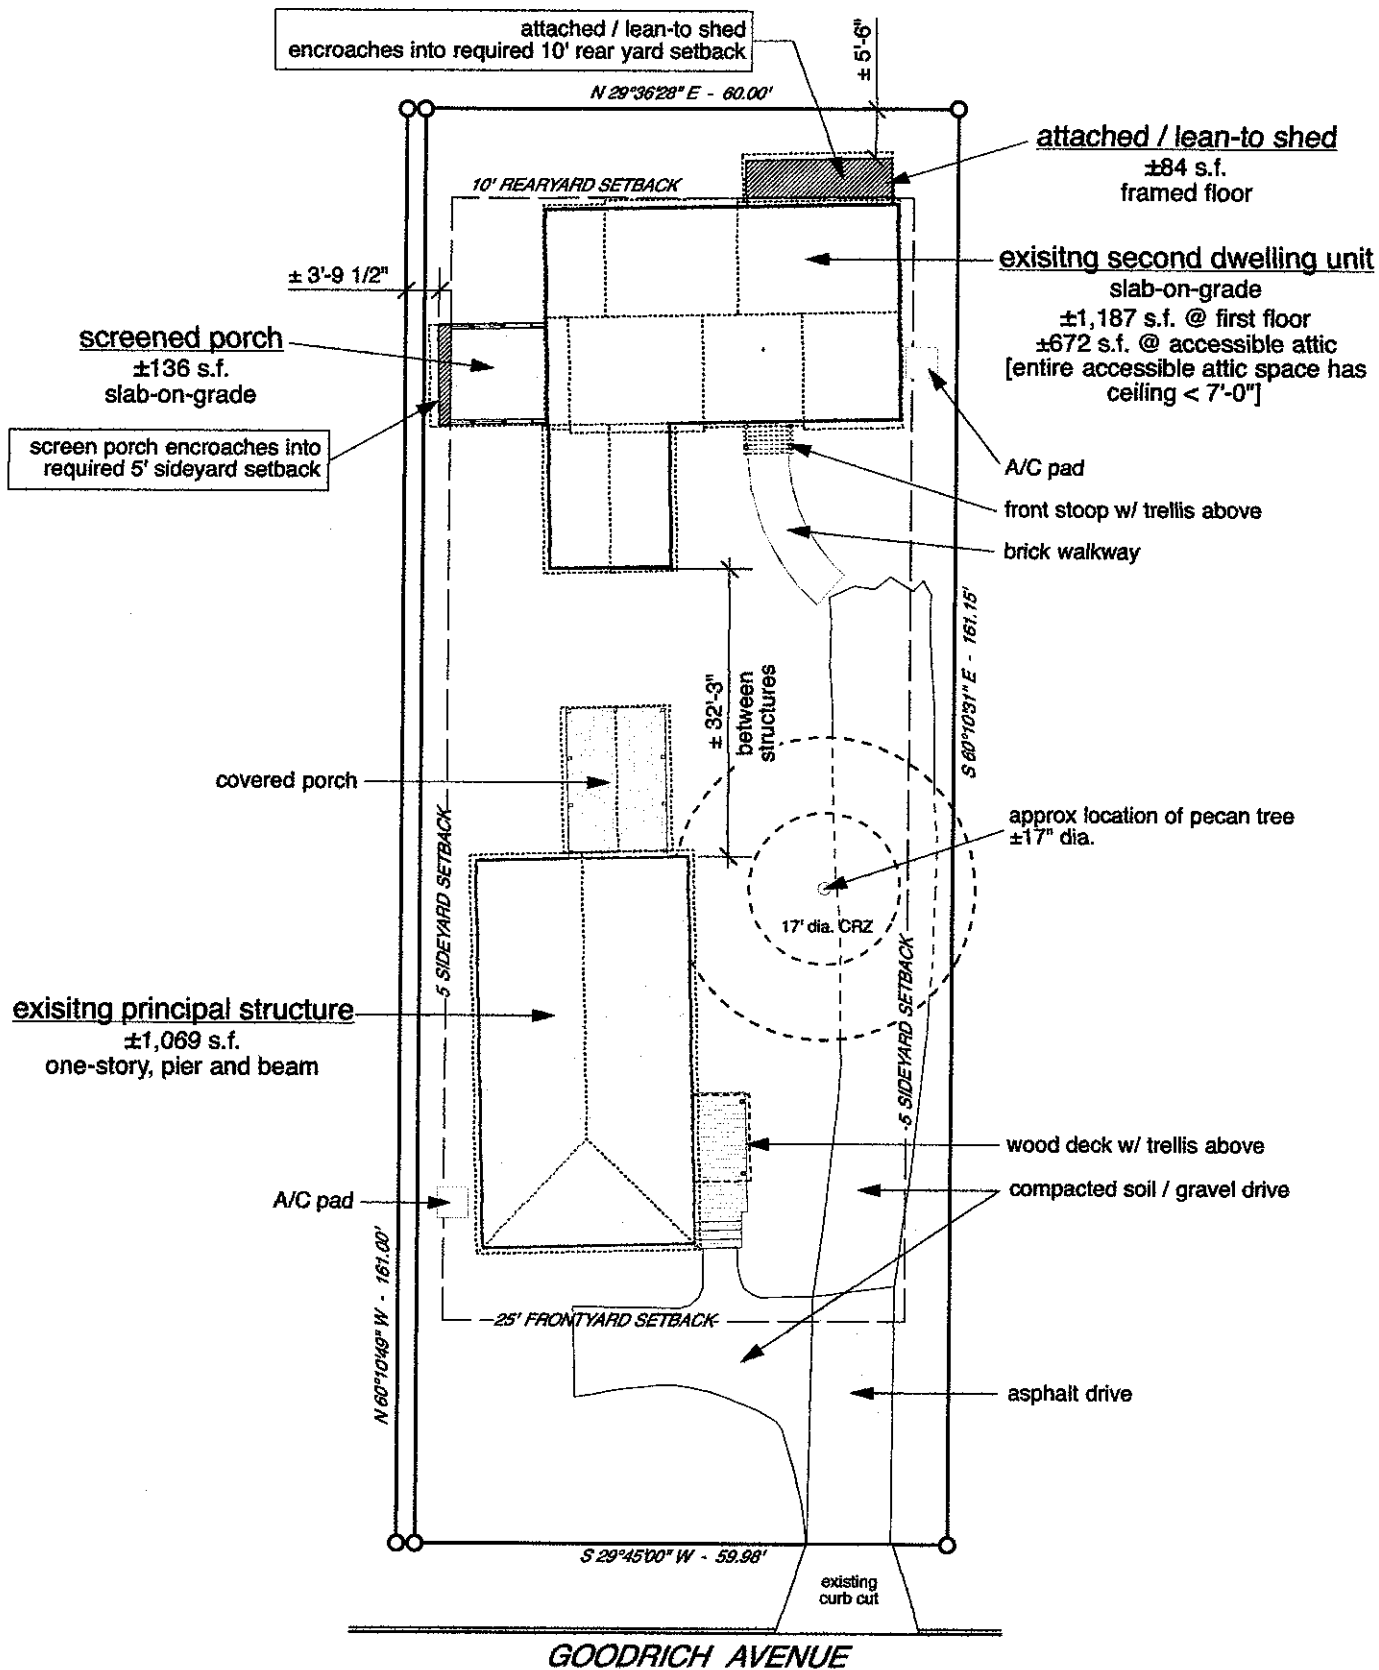 attached / lean-to shed
encroaches into required 10' rear yard setback
± 5'-6"
N 29°36'28" E - 60.00'
attached / lean-to shed
±84 s.f.
framed floor
10' REARYARD SETBACK
exisitng second dwelling unit
slab-on-grade
±1,187 s.f. @ first floor
±672 s.f. @ accessible attic
[entire accessible attic space has
ceiling < 7'-0"]
± 3'-9 1/2"
screened porch
±136 s.f.
slab-on-grade
screen porch encroaches into
required 5' sideyard setback
A/C pad
front stoop w/ trellis above
brick walkway
S 60°10'31" E - 161.15'
± 32'-3"
between
structures
covered porch
approx location of pecan tree
±17" dia.
5 SIDEYARD SETBACK
17' dia. CRZ
5 SIDEYARD SETBACK
exisitng principal structure
±1,069 s.f.
one-story, pier and beam
wood deck w/ trellis above
compacted soil / gravel drive
A/C pad
N 60°10'49" W - 161.00'
25' FRONTYARD SETBACK
asphalt drive
S 29°45'00" W - 59.98'
existing
curb cut
GOODRICH AVENUE